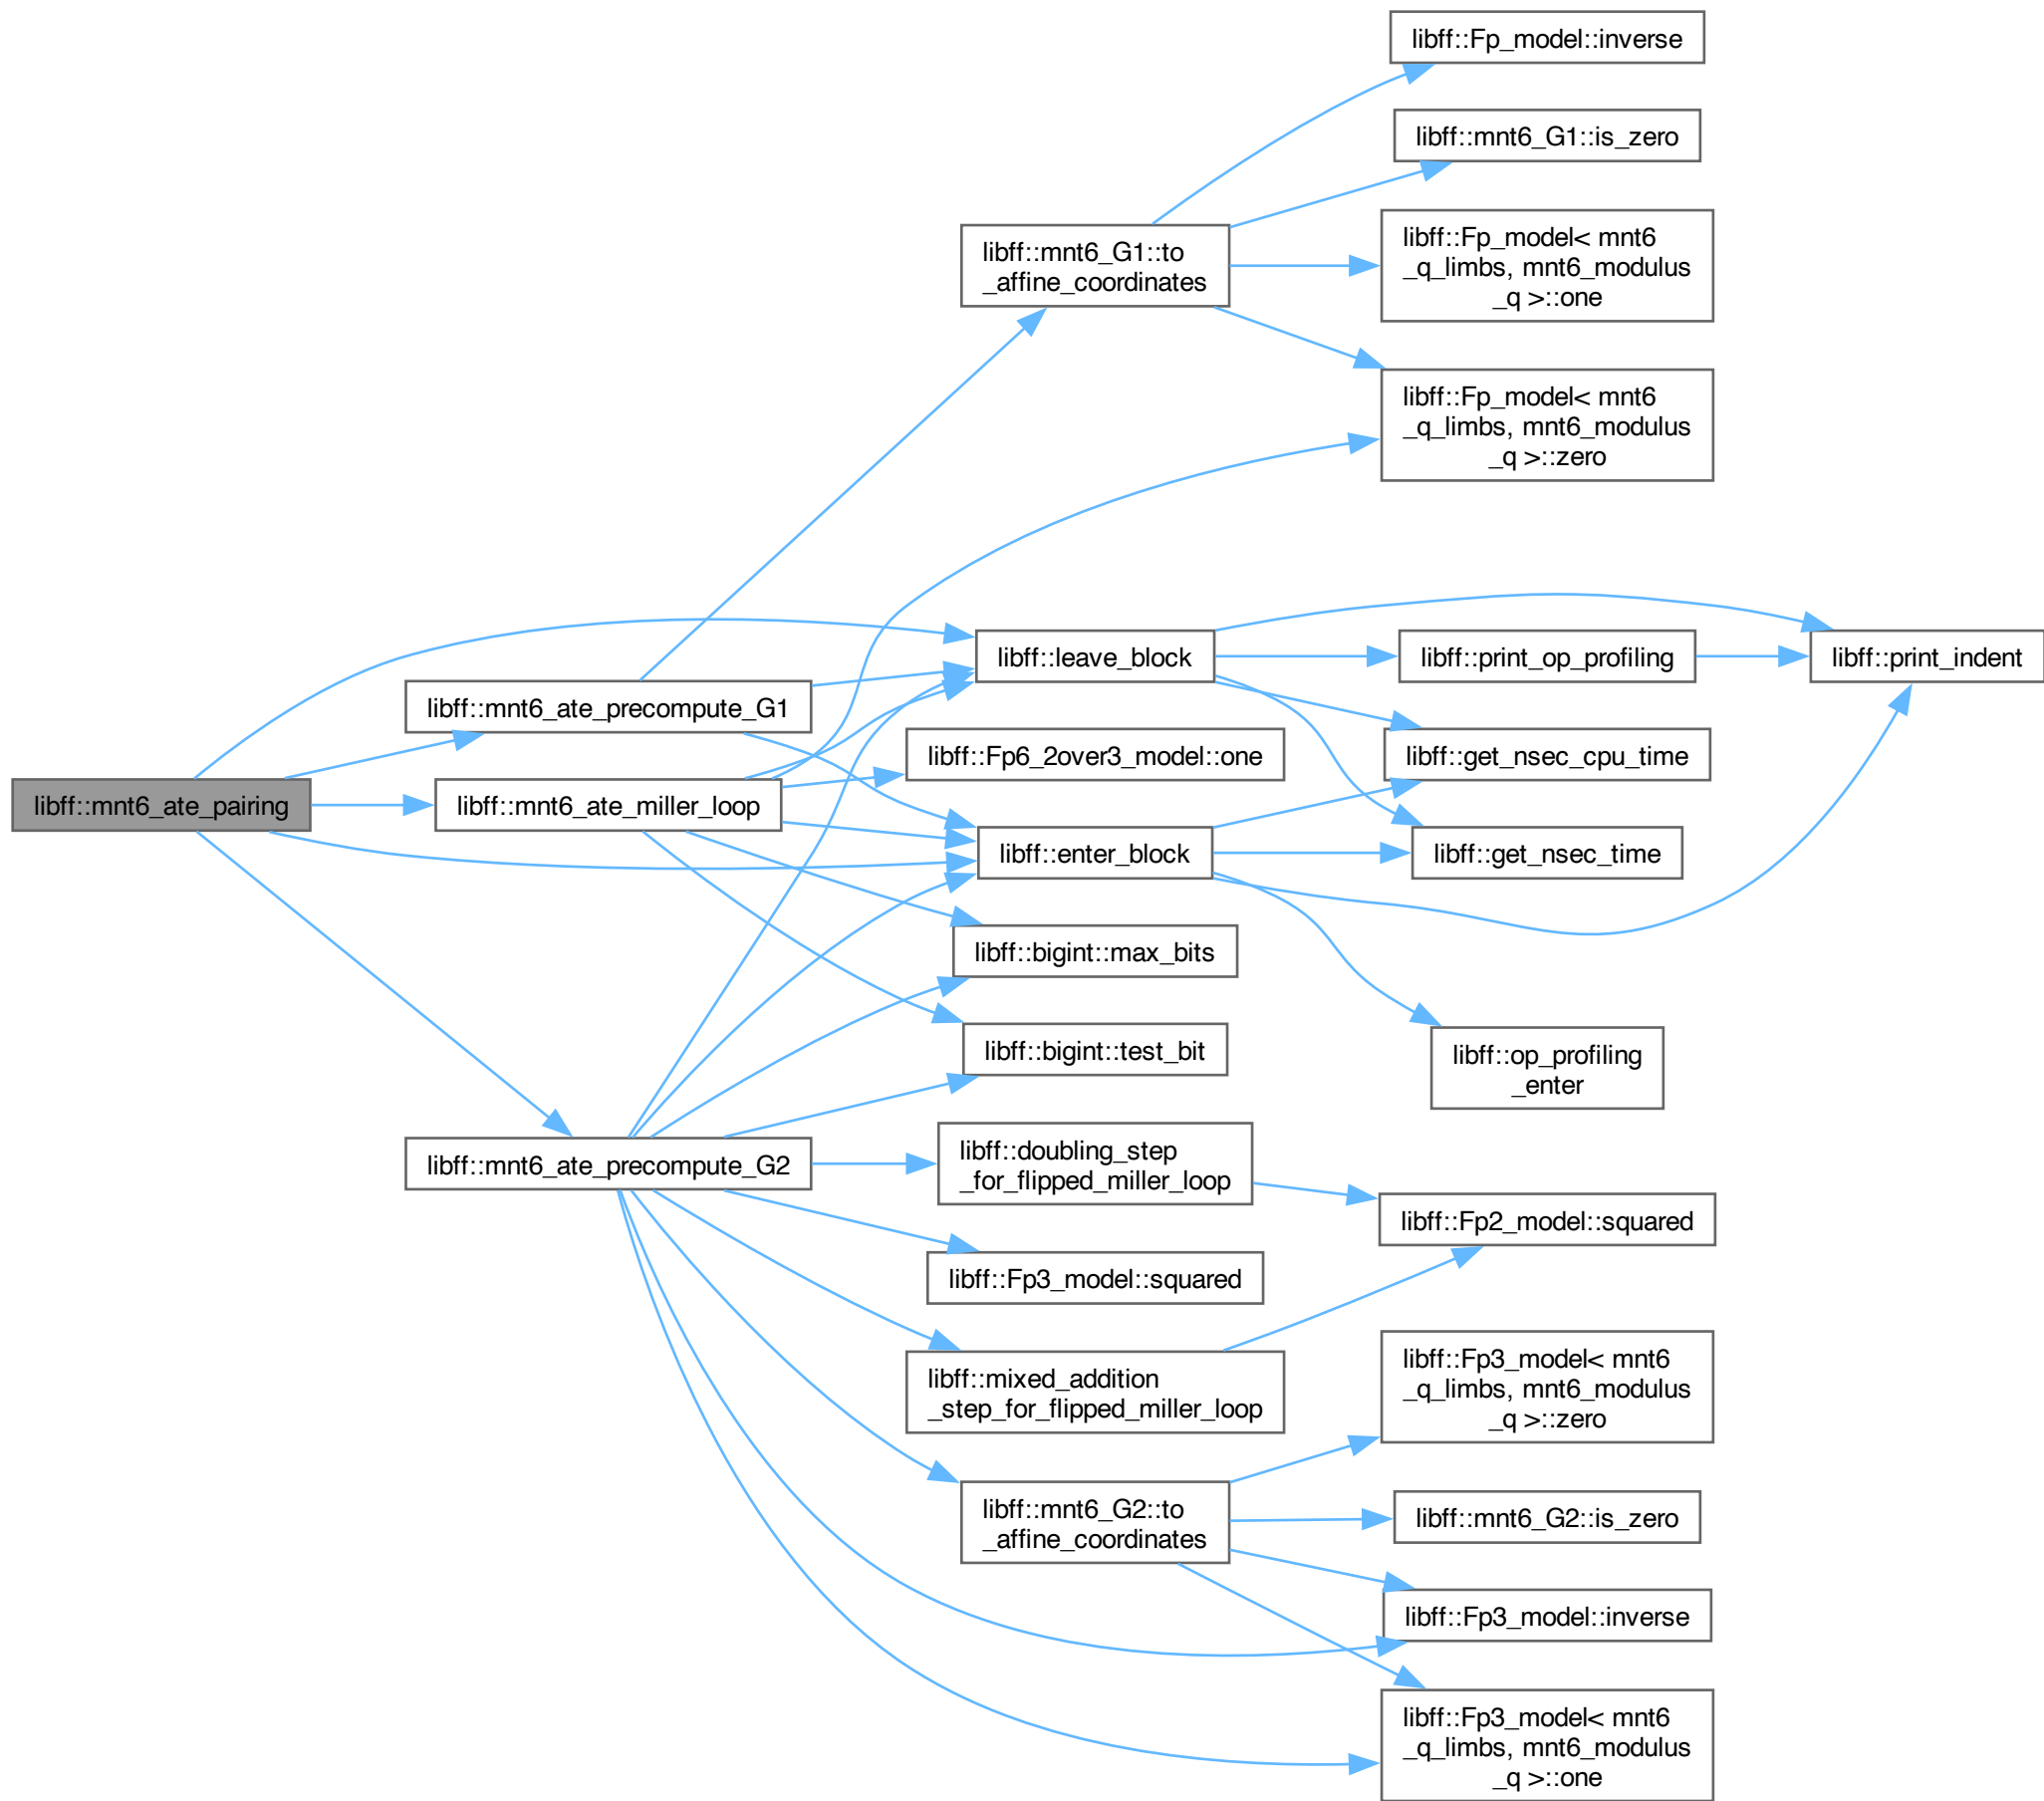 libff::Fp_model::inverse
libff::mnt6_G1::is_zero
libff::mnt6_G1::to
_affine_coordinates
libff::Fp_model< mnt6
_q_limbs, mnt6_modulus
_q >::one
libff::Fp_model< mnt6
_q_limbs, mnt6_modulus
_q >::zero
libff::leave_block
libff::print_op_profiling
libff::print_indent
libff::mnt6_ate_precompute_G1
libff::Fp6_2over3_model::one
libff::get_nsec_cpu_time
libff::mnt6_ate_pairing
libff::mnt6_ate_miller_loop
libff::enter_block
libff::get_nsec_time
libff::bigint::max_bits
libff::bigint::test_bit
libff::op_profiling
_enter
libff::mnt6_ate_precompute_G2
libff::doubling_step
_for_flipped_miller_loop
libff::Fp2_model::squared
libff::Fp3_model::squared
libff::mixed_addition
_step_for_flipped_miller_loop
libff::Fp3_model< mnt6
_q_limbs, mnt6_modulus
_q >::zero
libff::mnt6_G2::to
_affine_coordinates
libff::mnt6_G2::is_zero
libff::Fp3_model::inverse
libff::Fp3_model< mnt6
_q_limbs, mnt6_modulus
_q >::one